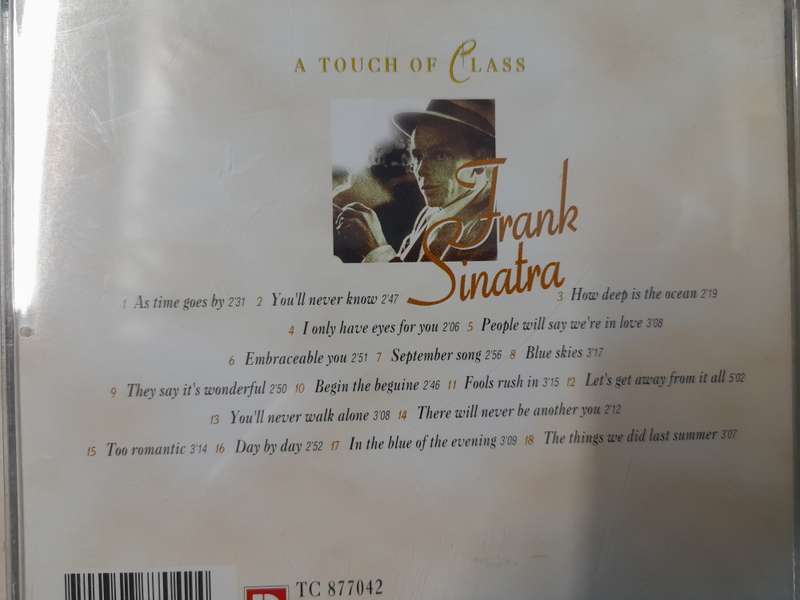 A TOUCH OF CLASS
Frank
Sinatra
1 As time goes by 2'31 2 You'll never know 2'47 3 How deep is the ocean 2'19
4 I only have eyes for you 2'06 5 People will say we're in love 3'08
6 Embraceable you 2'51 7 September song 2'56 8 Blue skies 3'17
9 They say it's wonderful 2'50 10 Begin the beguine 2'46 11 Fools rush in 3'15 12 Let's get away from it all 5'02
13 You'll never walk alone 3'08 14 There will never be another you 2'12
15 Too romantic 3'14 16 Day by day 2'52 17 In the blue of the evening 3'09 18 The things we did last summer 3'07
TC 877042